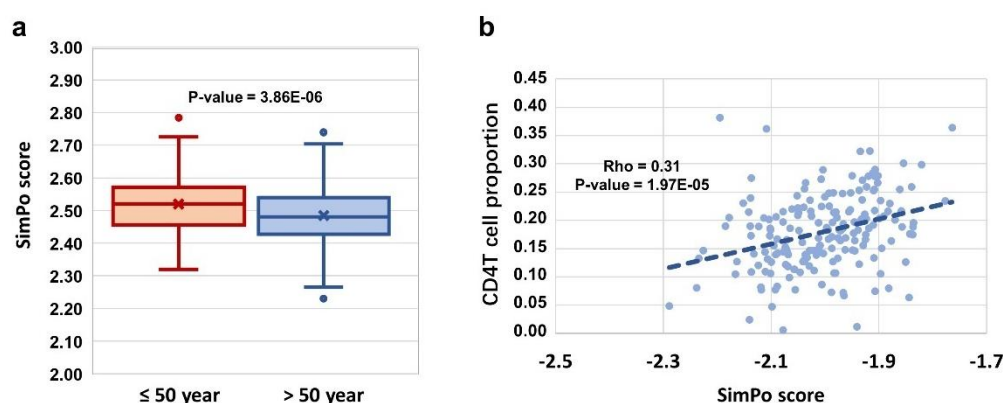 a
3.00
2.90
2.80
2.70
2.60
2.50
2.40
2.30
2.20
2.10
2.00
SimPo score
P-value = 3.86E-06
≤ 50 year
> 50 year
b
0.45
0.40
0.35
0.30
0.25
0.20
0.15
0.10
0.05
0.00
CD4T cell proportion
Rho = 0.31
P-value = 1.97E-05
-2.5
-2.3
-2.1
-1.9
-1.7
SimPo score